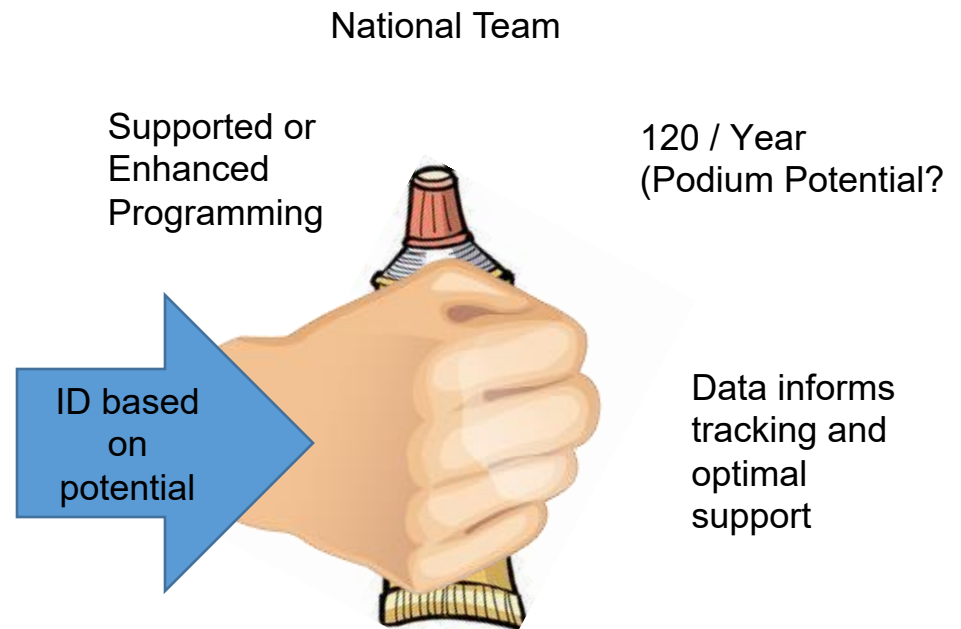 National Team
Supported or
Enhanced
Programming
120 / Year
(Podium Potential?
ID based
on
potential
Data informs
tracking and
optimal
support